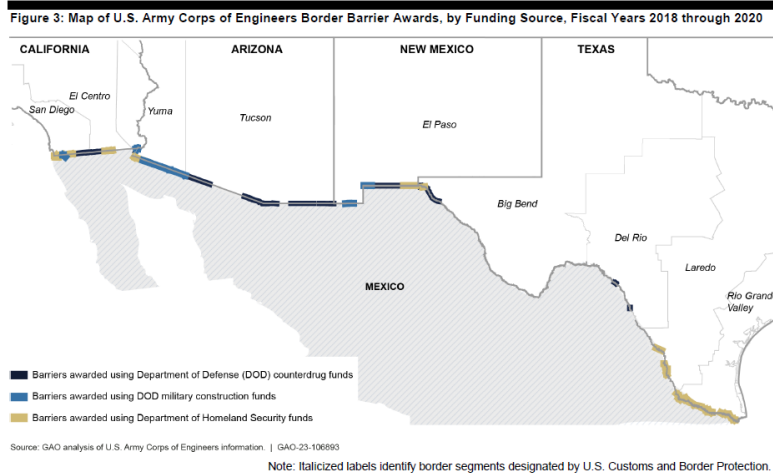 Figure 3: Map of U.S. Army Corps of Engineers Border Barrier Awards, by Funding Source, Fiscal Years 2018 through 2020
CALIFORNIA
ARIZONA
NEW MEXICO
TEXAS
El Centro
San Diego
Yuma
Tucson
El Paso
Big Bend
Del Rio
Laredo
MEXICO
Rio Grande
Valley
Barriers awarded using Department of Defense (DOD) counterdrug funds
Barriers awarded using DOD military construction funds
Barriers awarded using Department of Homeland Security funds
Source: GAO analysis of U.S. Army Corps of Engineers information. | GAO-23-106893
Note: Italicized labels identify border segments designated by U.S. Customs and Border Protection.